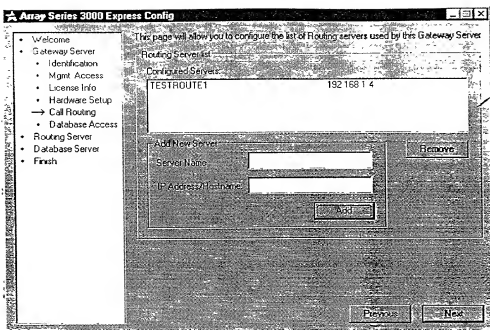 Array Series 3000 Express Config
Welcome
Gateway Server
Identification
Mgmt Access
License Info
Hardware Setup
→ Call Routing
Database Access
Routing Server
Database Server
Finish
This page will allow you to configure the list of Routing servers used by this Gateway Server
Routing Server list
Configured Servers:
TESTROUTE1 192 168 1 4
Remove
Add New Server
Server Name
IP Address/Hostname
Add
Previous
Next